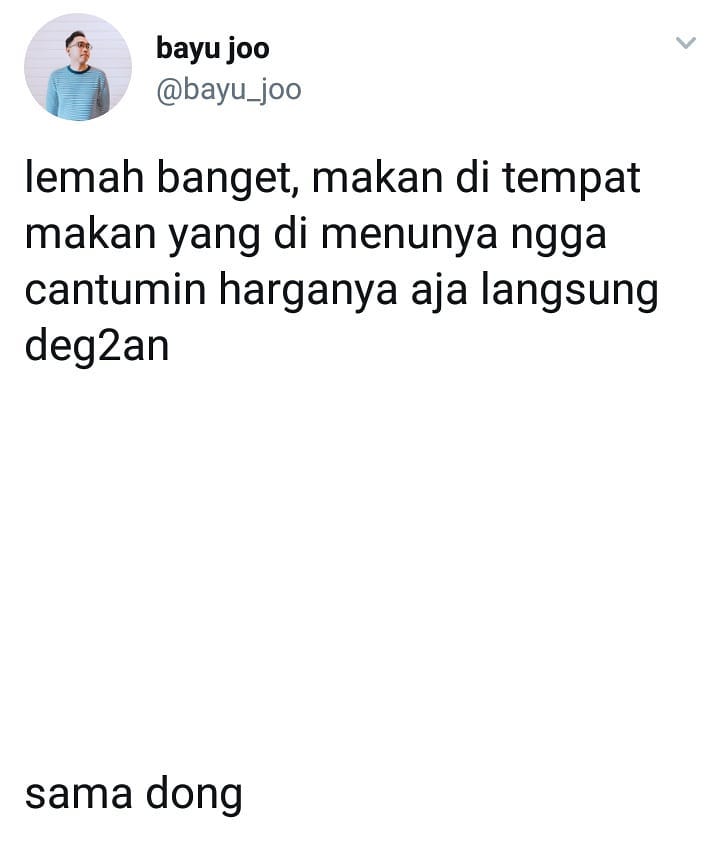 bayu joo
@bayu_joo
lemah banget, makan di tempat
makan yang di menunya ngga
cantumin harganya aja langsung
deg2an
sama dong